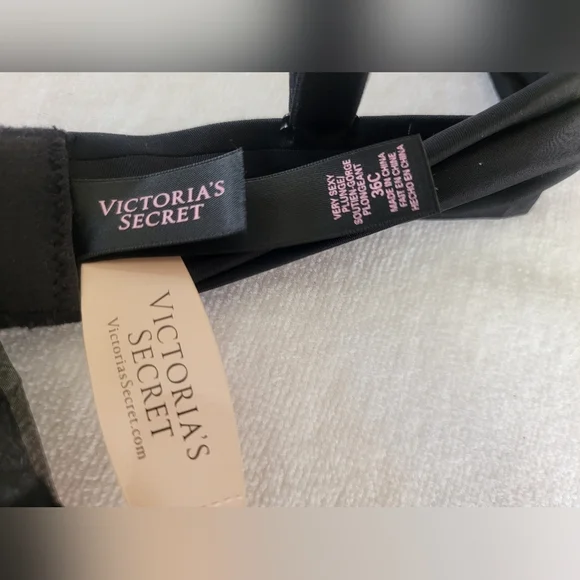 VICTORIA'S
SECRET
VERY SEXY
PLUNGE/
SOUTIEN-GORGE
PLONGEANT
36C
MADE IN CHINA
FAIT EN CHINE
HECHO EN CHINA
VICTORIA'S
SECRET
VictoriasSecret.com